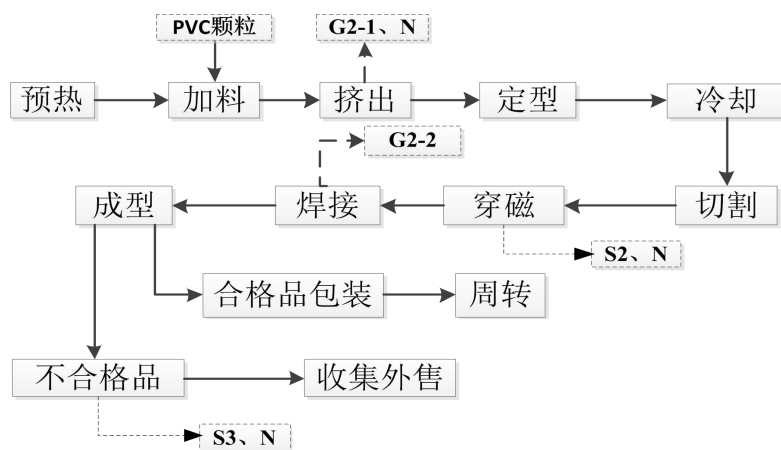 PVC颗粒
G2-1、N
预热
加料
挤出
定型
冷却
G2-2
成型
焊接
穿磁
切割
S2、N
合格品包装
周转
不合格品
收集外售
S3、N